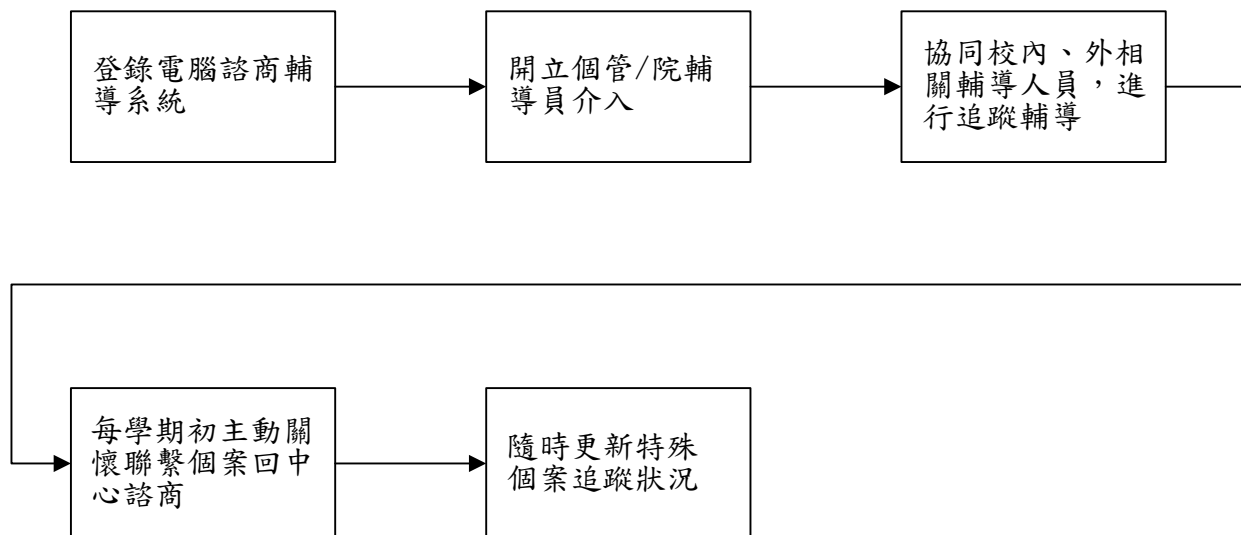 登錄電腦諮商輔
導系統
開立個管/院輔
導員介入
協同校內、外相
關輔導人員，進
行追蹤輔導
每學期初主動關
懷聯繫個案回中
心諮商
隨時更新特殊
個案追蹤狀況